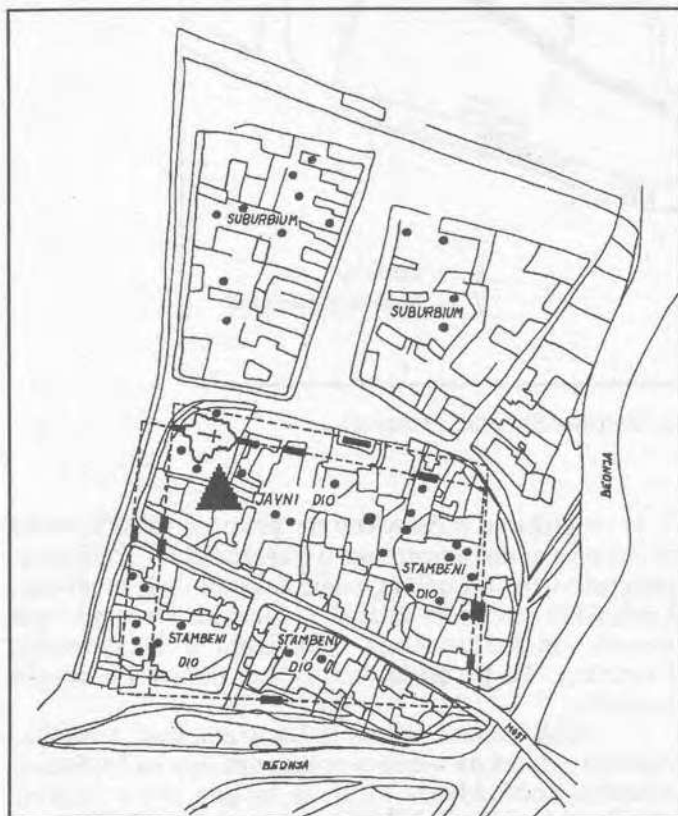 SUBURBIUM
SUBURBIUM
BEDNJA
JAVNI DIO
STAMBENI
DIO
STAMBENI
DIO
STAMBENI
DIO
MOST
BEDNJA